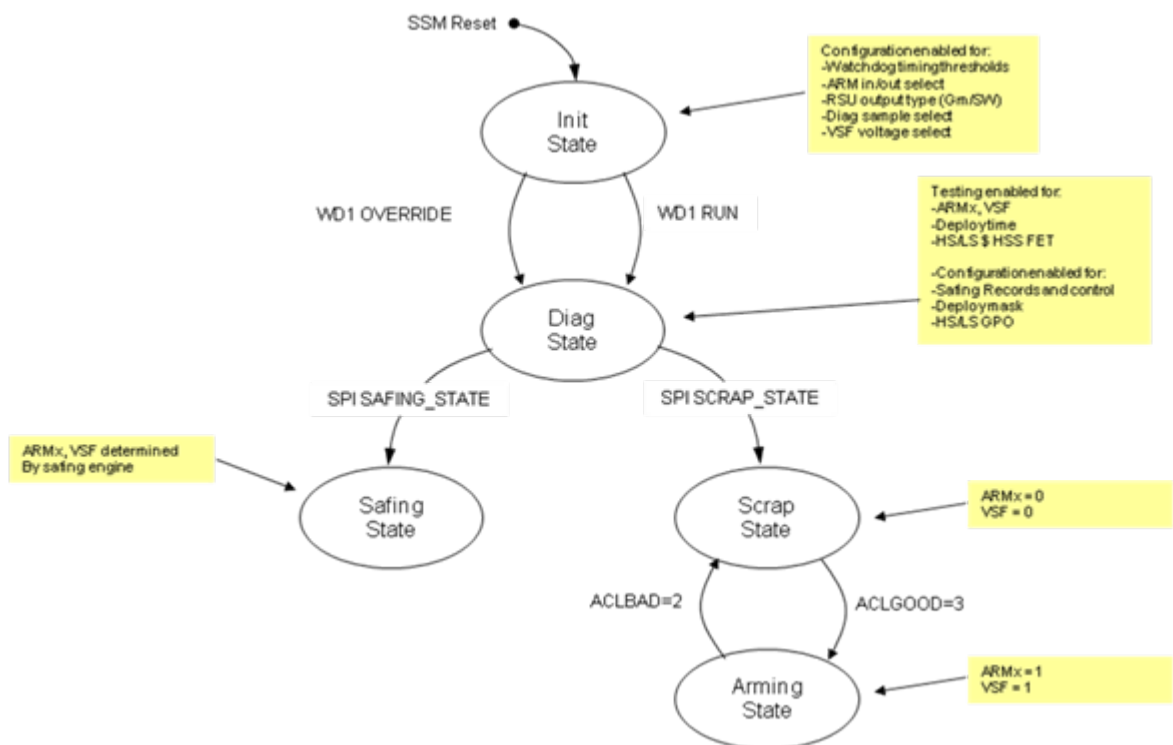 SSM Reset
Configurationenabled for:
-Watchdogtimingthresholds
-ARM in/out select
-RSU output type (Gm/SW)
-Diag sample select
-VSF voltage select
Init
State
WD1 OVERRIDE
WD1 RUN
Testing enabled for:
-ARMx, VSF
-Deploytime
-HS/LS $ HSS FET
-Configurationenabled for:
-Safing Records and control
-Deploymask
-HS/LS GPO
Diag
State
SPI SAFING_STATE
SPI SCRAP_STATE
ARMx, VSF determined
By safing engine
Safing
State
Scrap
State
ARMx = 0
VSF = 0
ACLBAD=2
ACLGOOD=3
Arming
State
ARMx = 1
VSF = 1